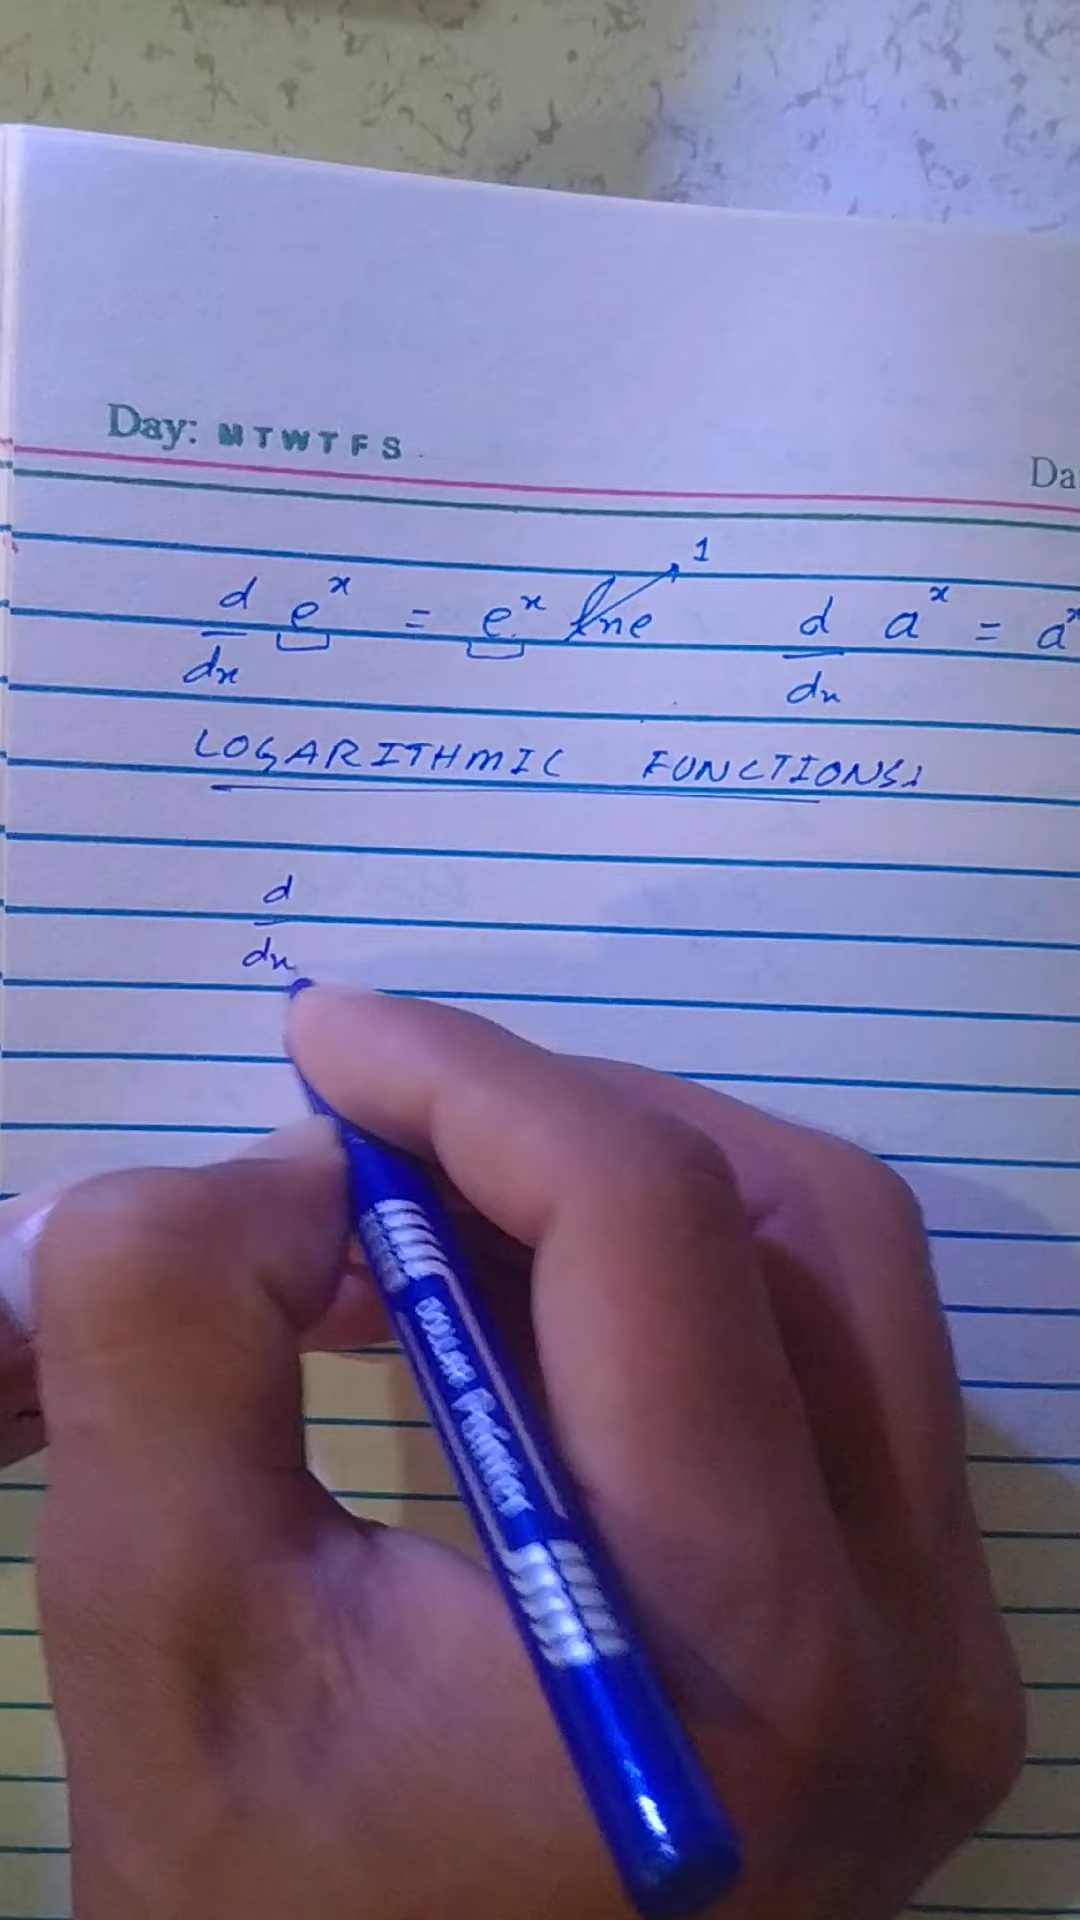 Day: M T W T F S
Da
d/dx e^x = e^x lne 1 d/dx a^x = a^x
LOGARITHMIC FUNCTIONS:
d/dx